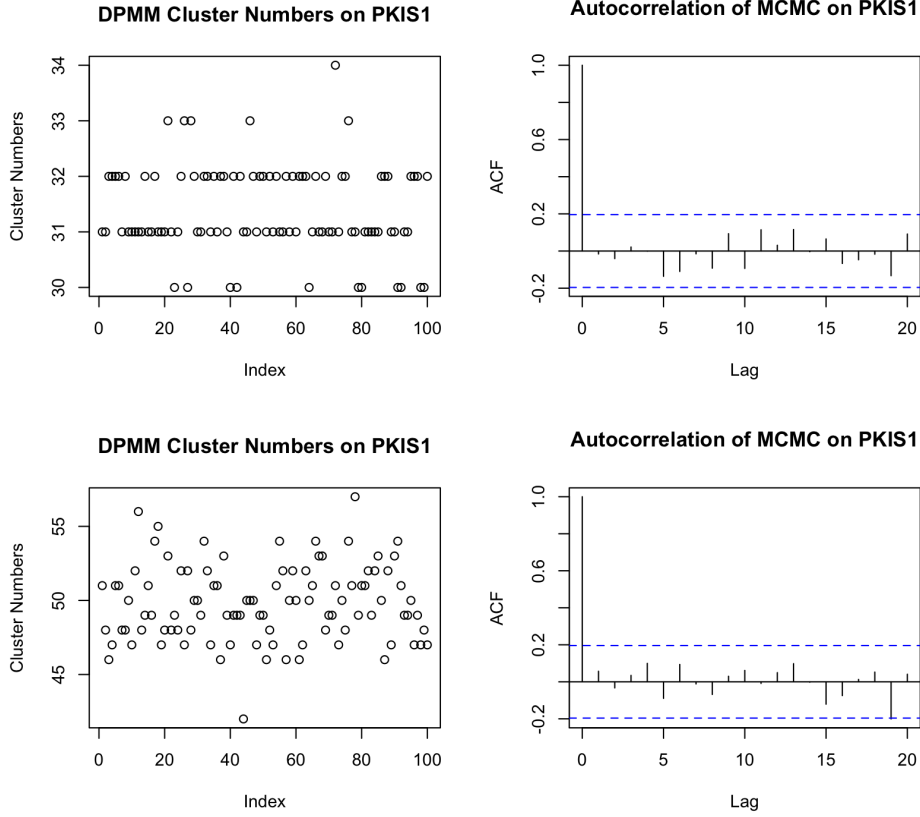 DPMM Cluster Numbers on PKIS1
Cluster Numbers
34
33
32
31
30
0 20 40 60 80 100
Index
Autocorrelation of MCMC on PKIS1
ACF
1.0
0.6
0.2
-0.2
0 5 10 15 20
Lag
DPMM Cluster Numbers on PKIS1
Cluster Numbers
55
50
45
0 20 40 60 80 100
Index
Autocorrelation of MCMC on PKIS1
ACF
1.0
0.6
0.2
-0.2
0 5 10 15 20
Lag